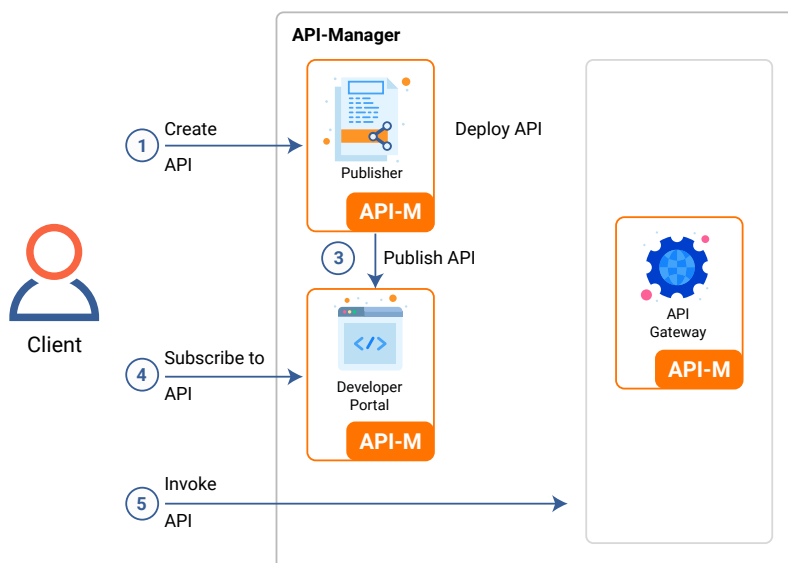 API-Manager
1
Create
API
Publisher
API-M
Deploy API
3
Publish API
API
Gateway
API-M
Client
4
Subscribe to
API
</>
Developer
Portal
API-M
5
Invoke
API